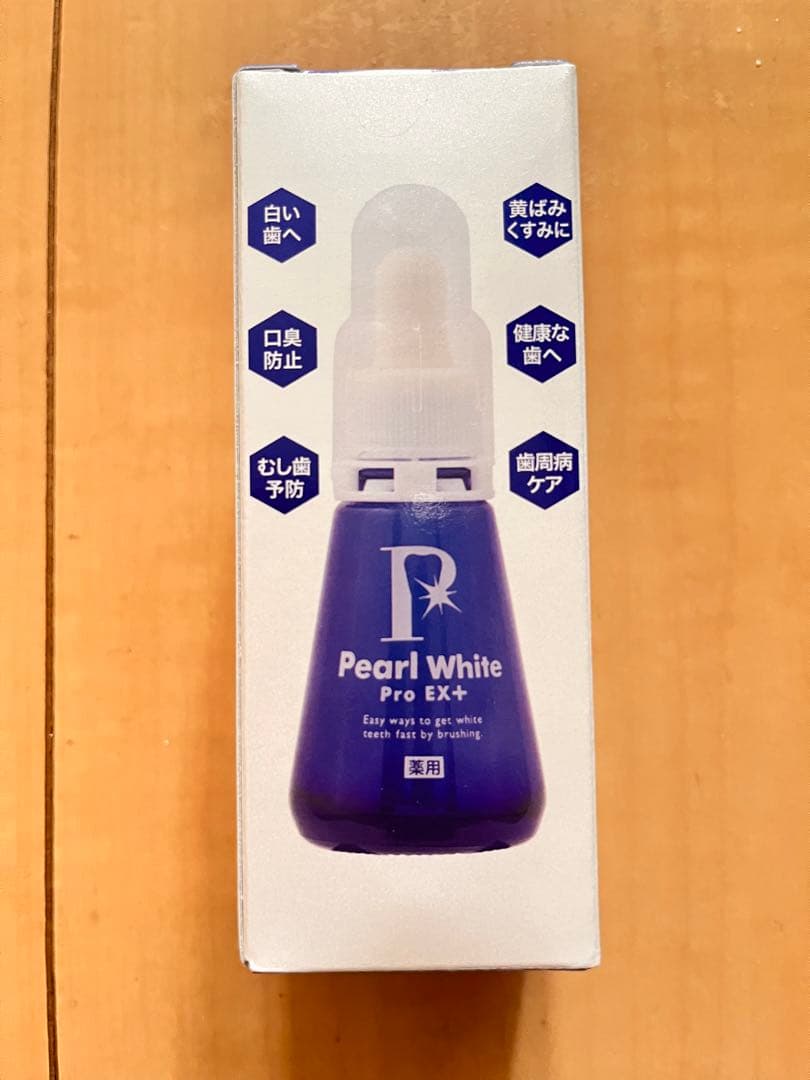 白い
歯へ
黄ばみ
くすみに
口臭
防止
健康な
歯へ
むし歯
予防
歯周病
ケア
P
Pearl White
Pro EX+
Easy ways to get white
teeth fast by brushing.
薬用